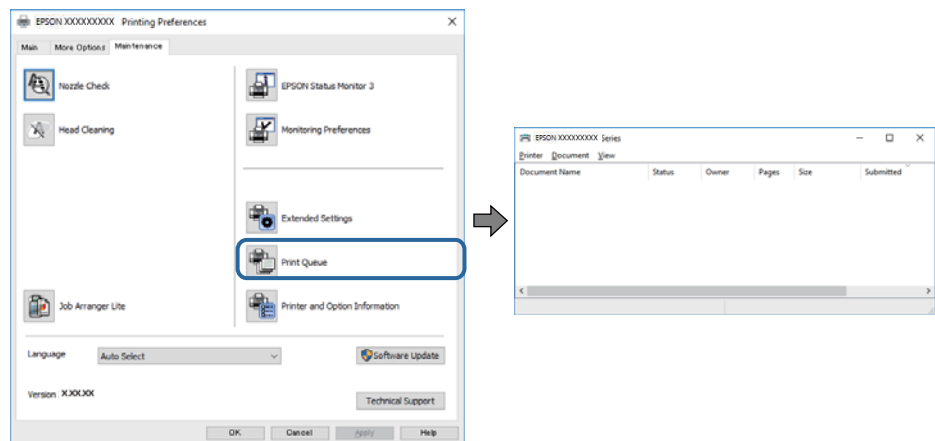 EPSON XXXXXXXXX Printing Preferences
Main More Options Maintenance
Nozzle Check
EPSON Status Monitor 3
Head Cleaning
Monitoring Preferences
Extended Settings
Print Queue
Job Arranger Lite
Printer and Option Information
Language Auto Select Software Update
Version X.XX.XX
Technical Support
OK Cancel Apply Help
EPSON XXXXXXXXX Series
Printer Document View
Document Name Status Owner Pages Size Submitted